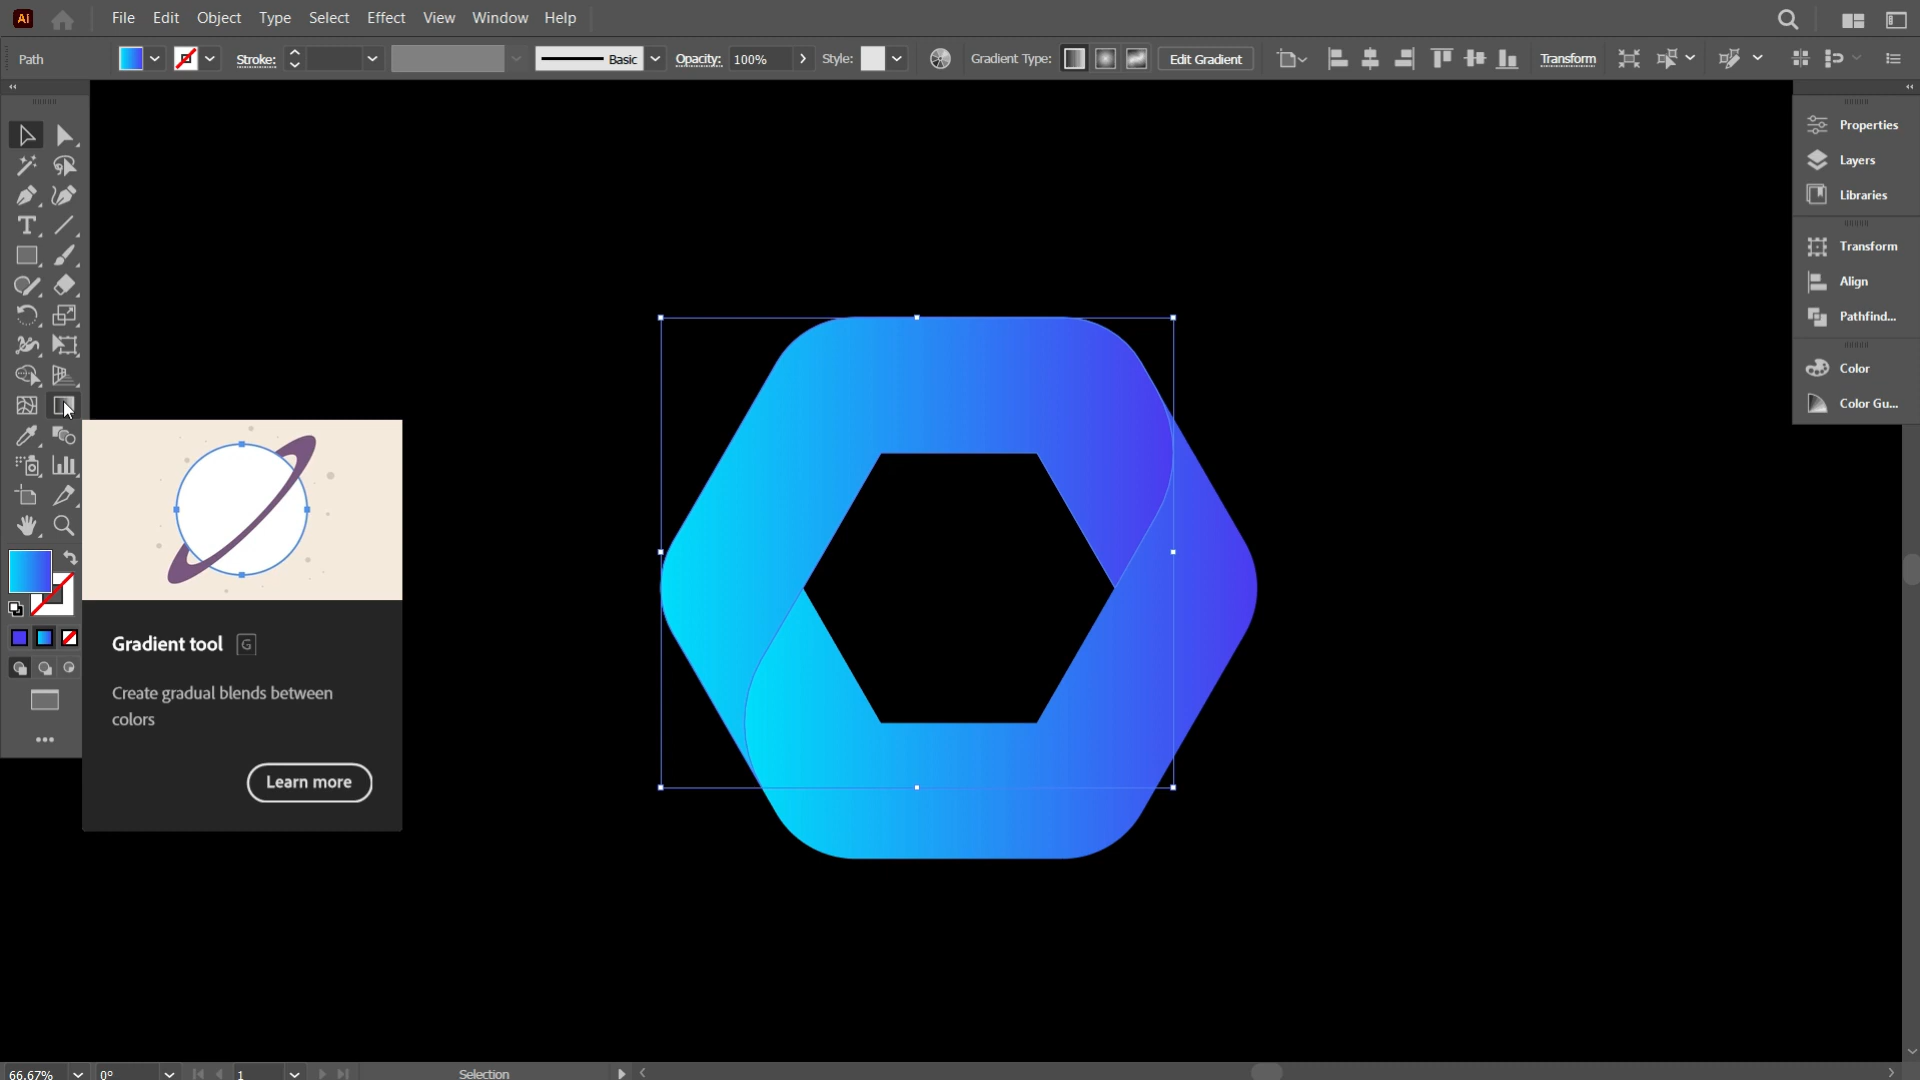 Ai File Edit Object Type Select Effect View Window Help
Path Stroke: Basic Opacity: 100% Style: Gradient Type: Edit Gradient Transform
Properties
Layers
Libraries
Transform
Align
Pathfind...
Color
Color Gu...
T
Gradient tool G
Create gradual blends between
colors
Learn more
66.67% 0° 1 Selection